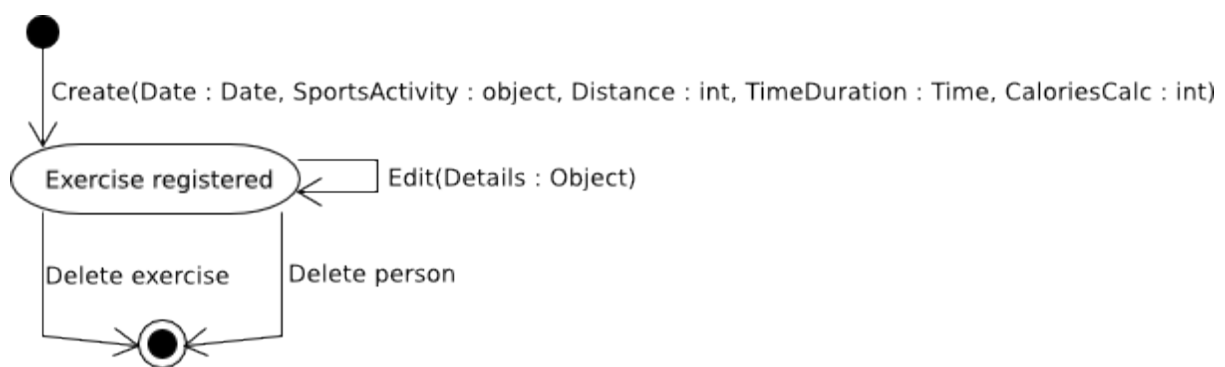 Create(Date : Date, SportsActivity : object, Distance : int, TimeDuration : Time, CaloriesCalc : int)
Exercise registered
Edit(Details : Object)
Delete exercise
Delete person